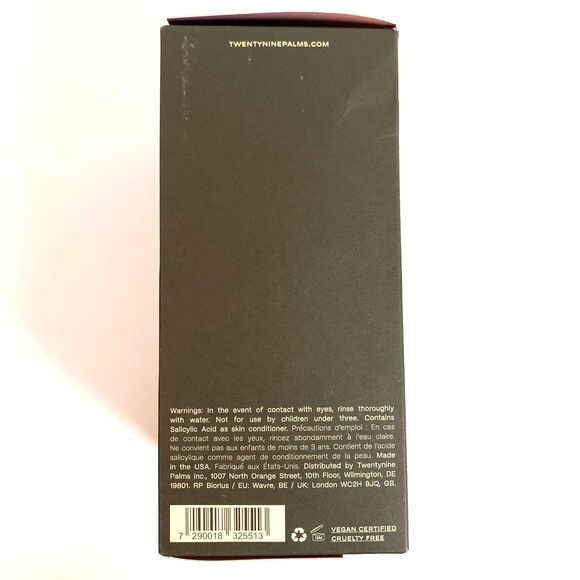 TWENTYNINEPALMS.COM
Warnings: In the event of contact with eyes, rinse thoroughly
with water. Not for use by children under three. Contains
Salicylic Acid as skin conditioner. Précautions d'emploi : En cas
de contact avec les yeux, rincez abondamment à l'eau claire.
Ne convient pas aux enfants de moins de 3 ans. Contient de l'acide
salicylique comme agent de conditionnement de la peau. Made
in the USA. Fabriqué aux États-Unis. Distributed by Twentynine
Palms Inc., 1007 North Orange Street, 10th Floor, Wilmington, DE
19801. RP Biorius / EU: Wavre, BE / UK: London WC2H 9JQ, GB.
7 290018 325513
12M
VEGAN CERTIFIED
CRUELTY FREE